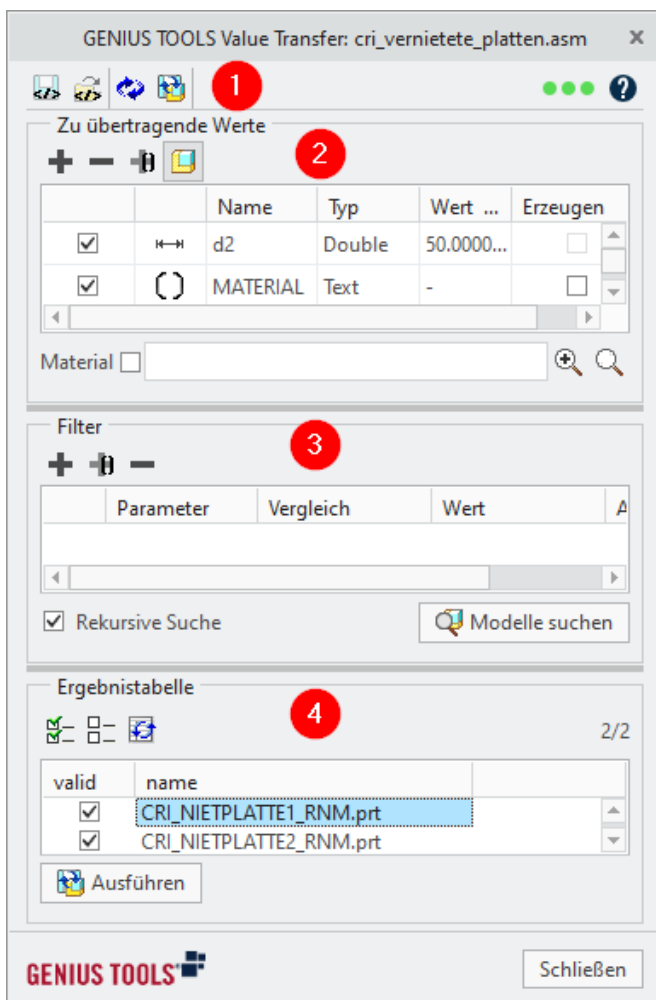 GENIUS TOOLS Value Transfer: cri_vernietete_platten.asm
1
Zu übertragende Werte
2
Name Typ Wert ... Erzeugen
d2 Double 50.0000...
MATERIAL Text -
Material
Filter
3
Parameter Vergleich Wert A
Rekursive Suche Modelle suchen
Ergebnistabelle
4
2/2
valid name
CRI_NIETPLATTE1_RNM.prt
CRI_NIETPLATTE2_RNM.prt
Ausführen
GENIUS TOOLS Schließen